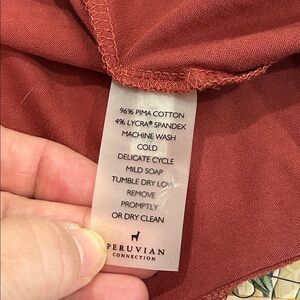 96% PIMA COTTON
4% LYCRA® SPANDEX
MACHINE WASH
COLD
DELICATE CYCLE
MILD SOAP
TUMBLE DRY LOW
REMOVE
PROMPTLY
OR DRY CLEAN
PERUVIAN
CONNECTION